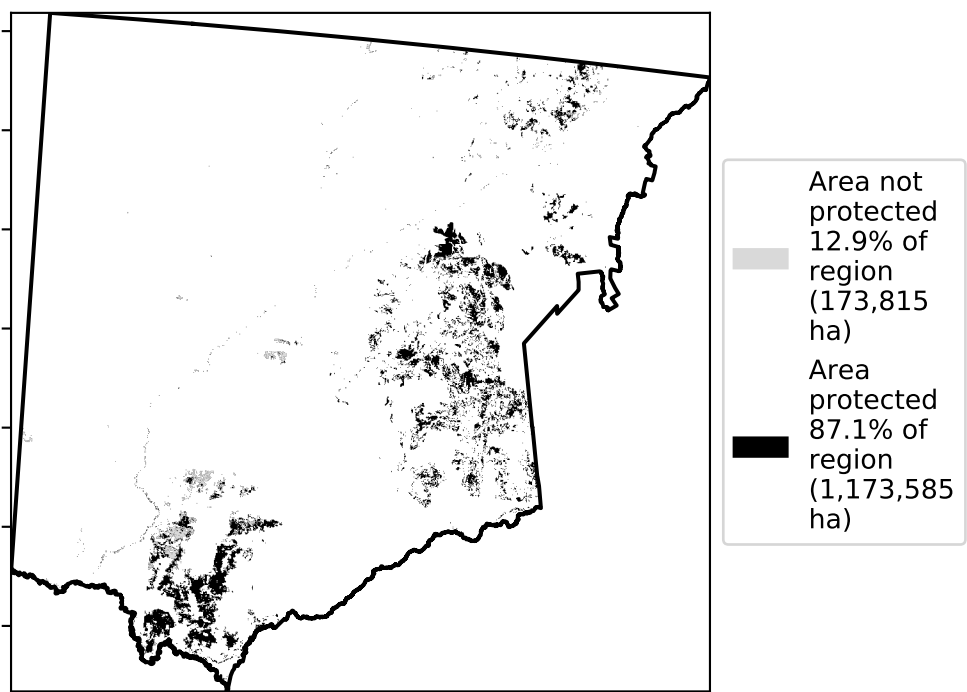 Area not
protected
12.9% of
region
(173,815
ha)
Area
protected
87.1% of
region
(1,173,585
ha)